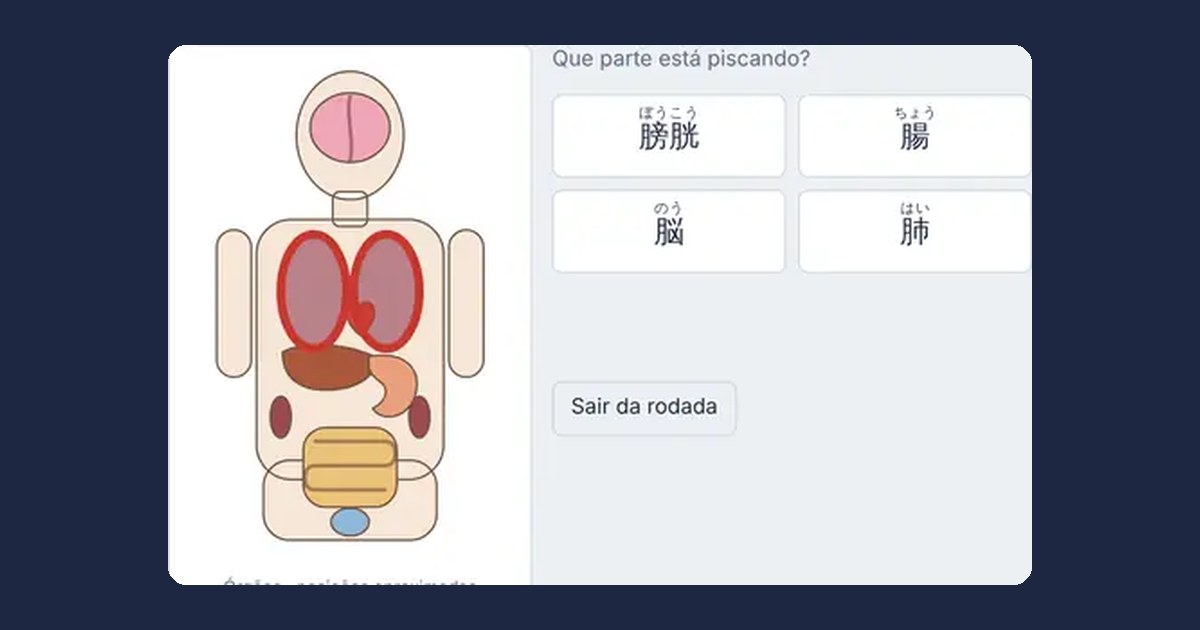 Que parte está piscando?
ぼうこう
膀胱
ちょう
腸
のう
脳
はい
肺
Sair da rodada